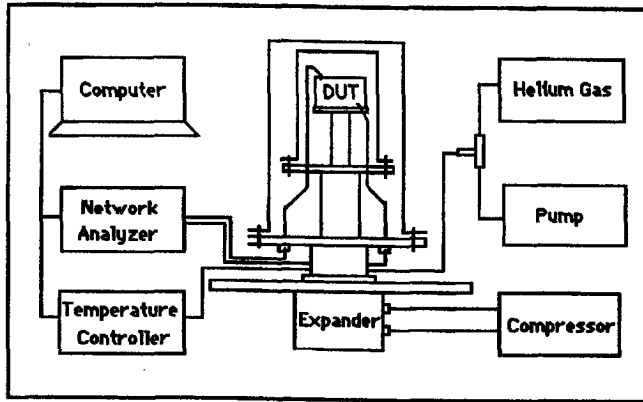 Computer
DUT
Helium Gas
Network
Analyzer
Pump
Temperature
Controller
Expander
Compressor